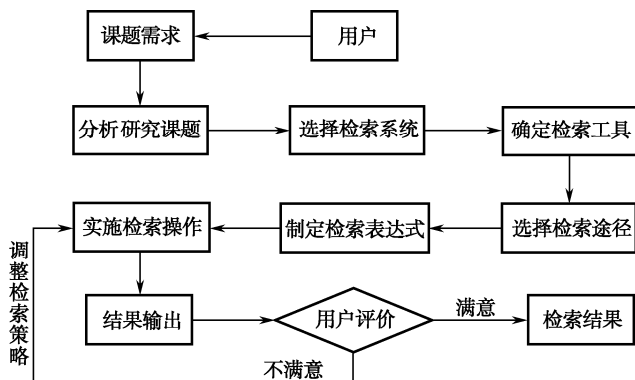 课题需求
用户
分析研究课题
选择检索系统
确定检索工具
实施检索操作
制定检索表达式
选择检索途径
调整检索策略
结果输出
用户评价
满意
检索结果
不满意